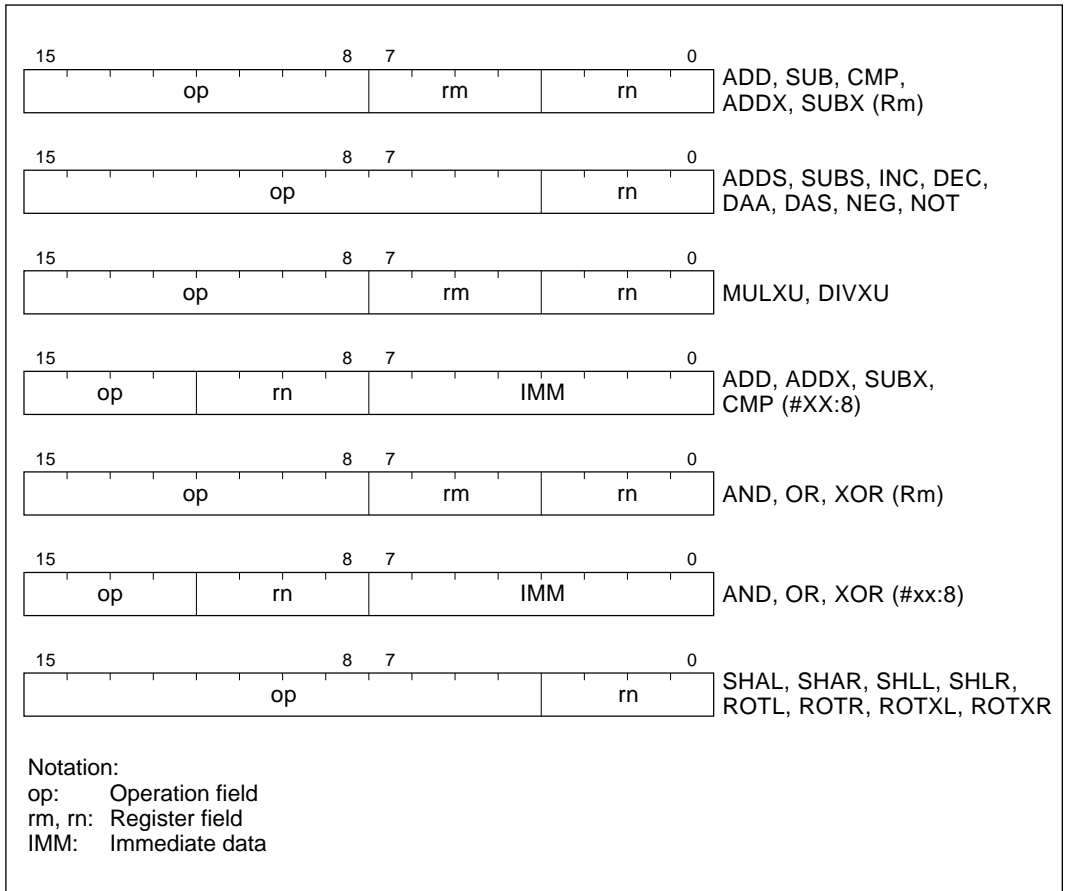 15 8 7 0
op rm rn
ADD, SUB, CMP,
ADDX, SUBX (Rm)
15 8 7 0
op rn
ADDS, SUBS, INC, DEC,
DAA, DAS, NEG, NOT
15 8 7 0
op rm rn
MULXU, DIVXU
15 8 7 0
op rn IMM
ADD, ADDX, SUBX,
CMP (#XX:8)
15 8 7 0
op rm rn
AND, OR, XOR (Rm)
15 8 7 0
op rn IMM
AND, OR, XOR (#xx:8)
15 8 7 0
op rn
SHAL, SHAR, SHLL, SHLR,
ROTL, ROTR, ROTXL, ROTXR
Notation:
op: Operation field
rm, rn: Register field
IMM: Immediate data